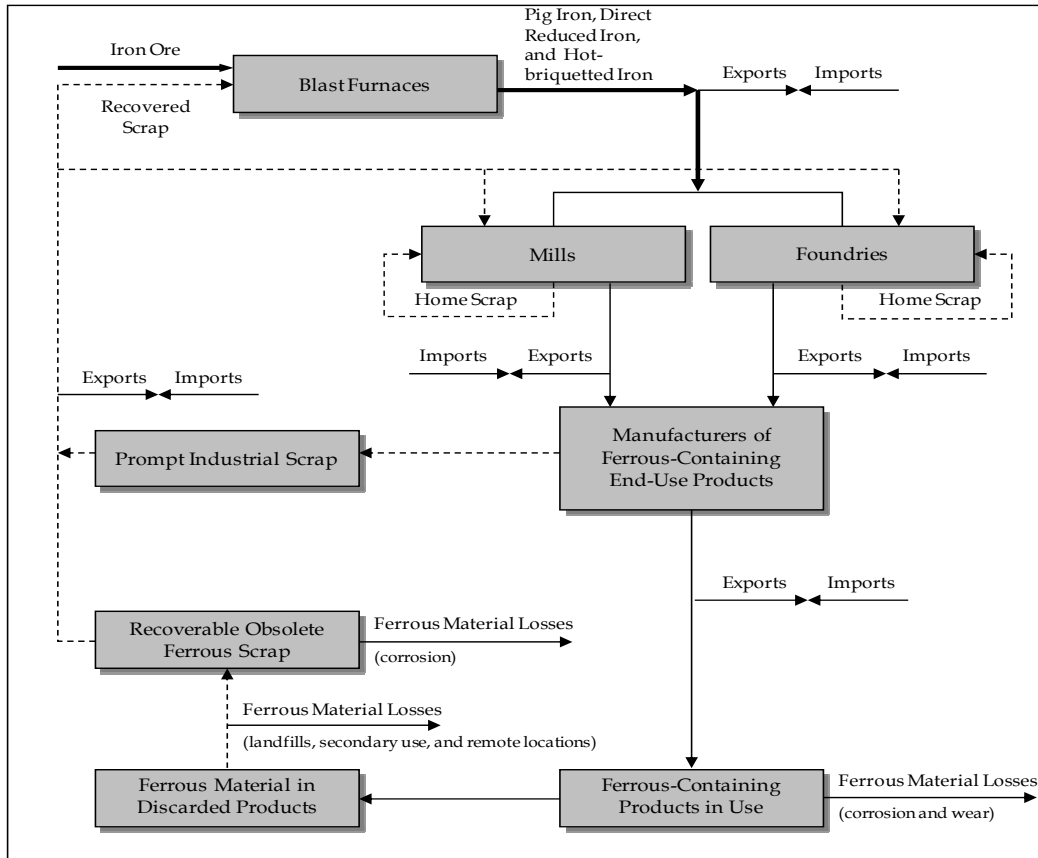 Pig Iron, Direct
Reduced Iron,
and Hot-
briquetted Iron
Iron Ore
Blast Furnaces
Exports
Imports
Recovered
Scrap
Mills
Foundries
Home Scrap
Home Scrap
Imports
Exports
Exports
Imports
Exports
Imports
Manufacturers of
Ferrous-Containing
End-Use Products
Prompt Industrial Scrap
Exports
Imports
Recoverable Obsolete
Ferrous Scrap
Ferrous Material Losses
(corrosion)
Ferrous Material Losses
(landfills, secondary use, and remote locations)
Ferrous Material in
Discarded Products
Ferrous-Containing
Products in Use
Ferrous Material Losses
(corrosion and wear)